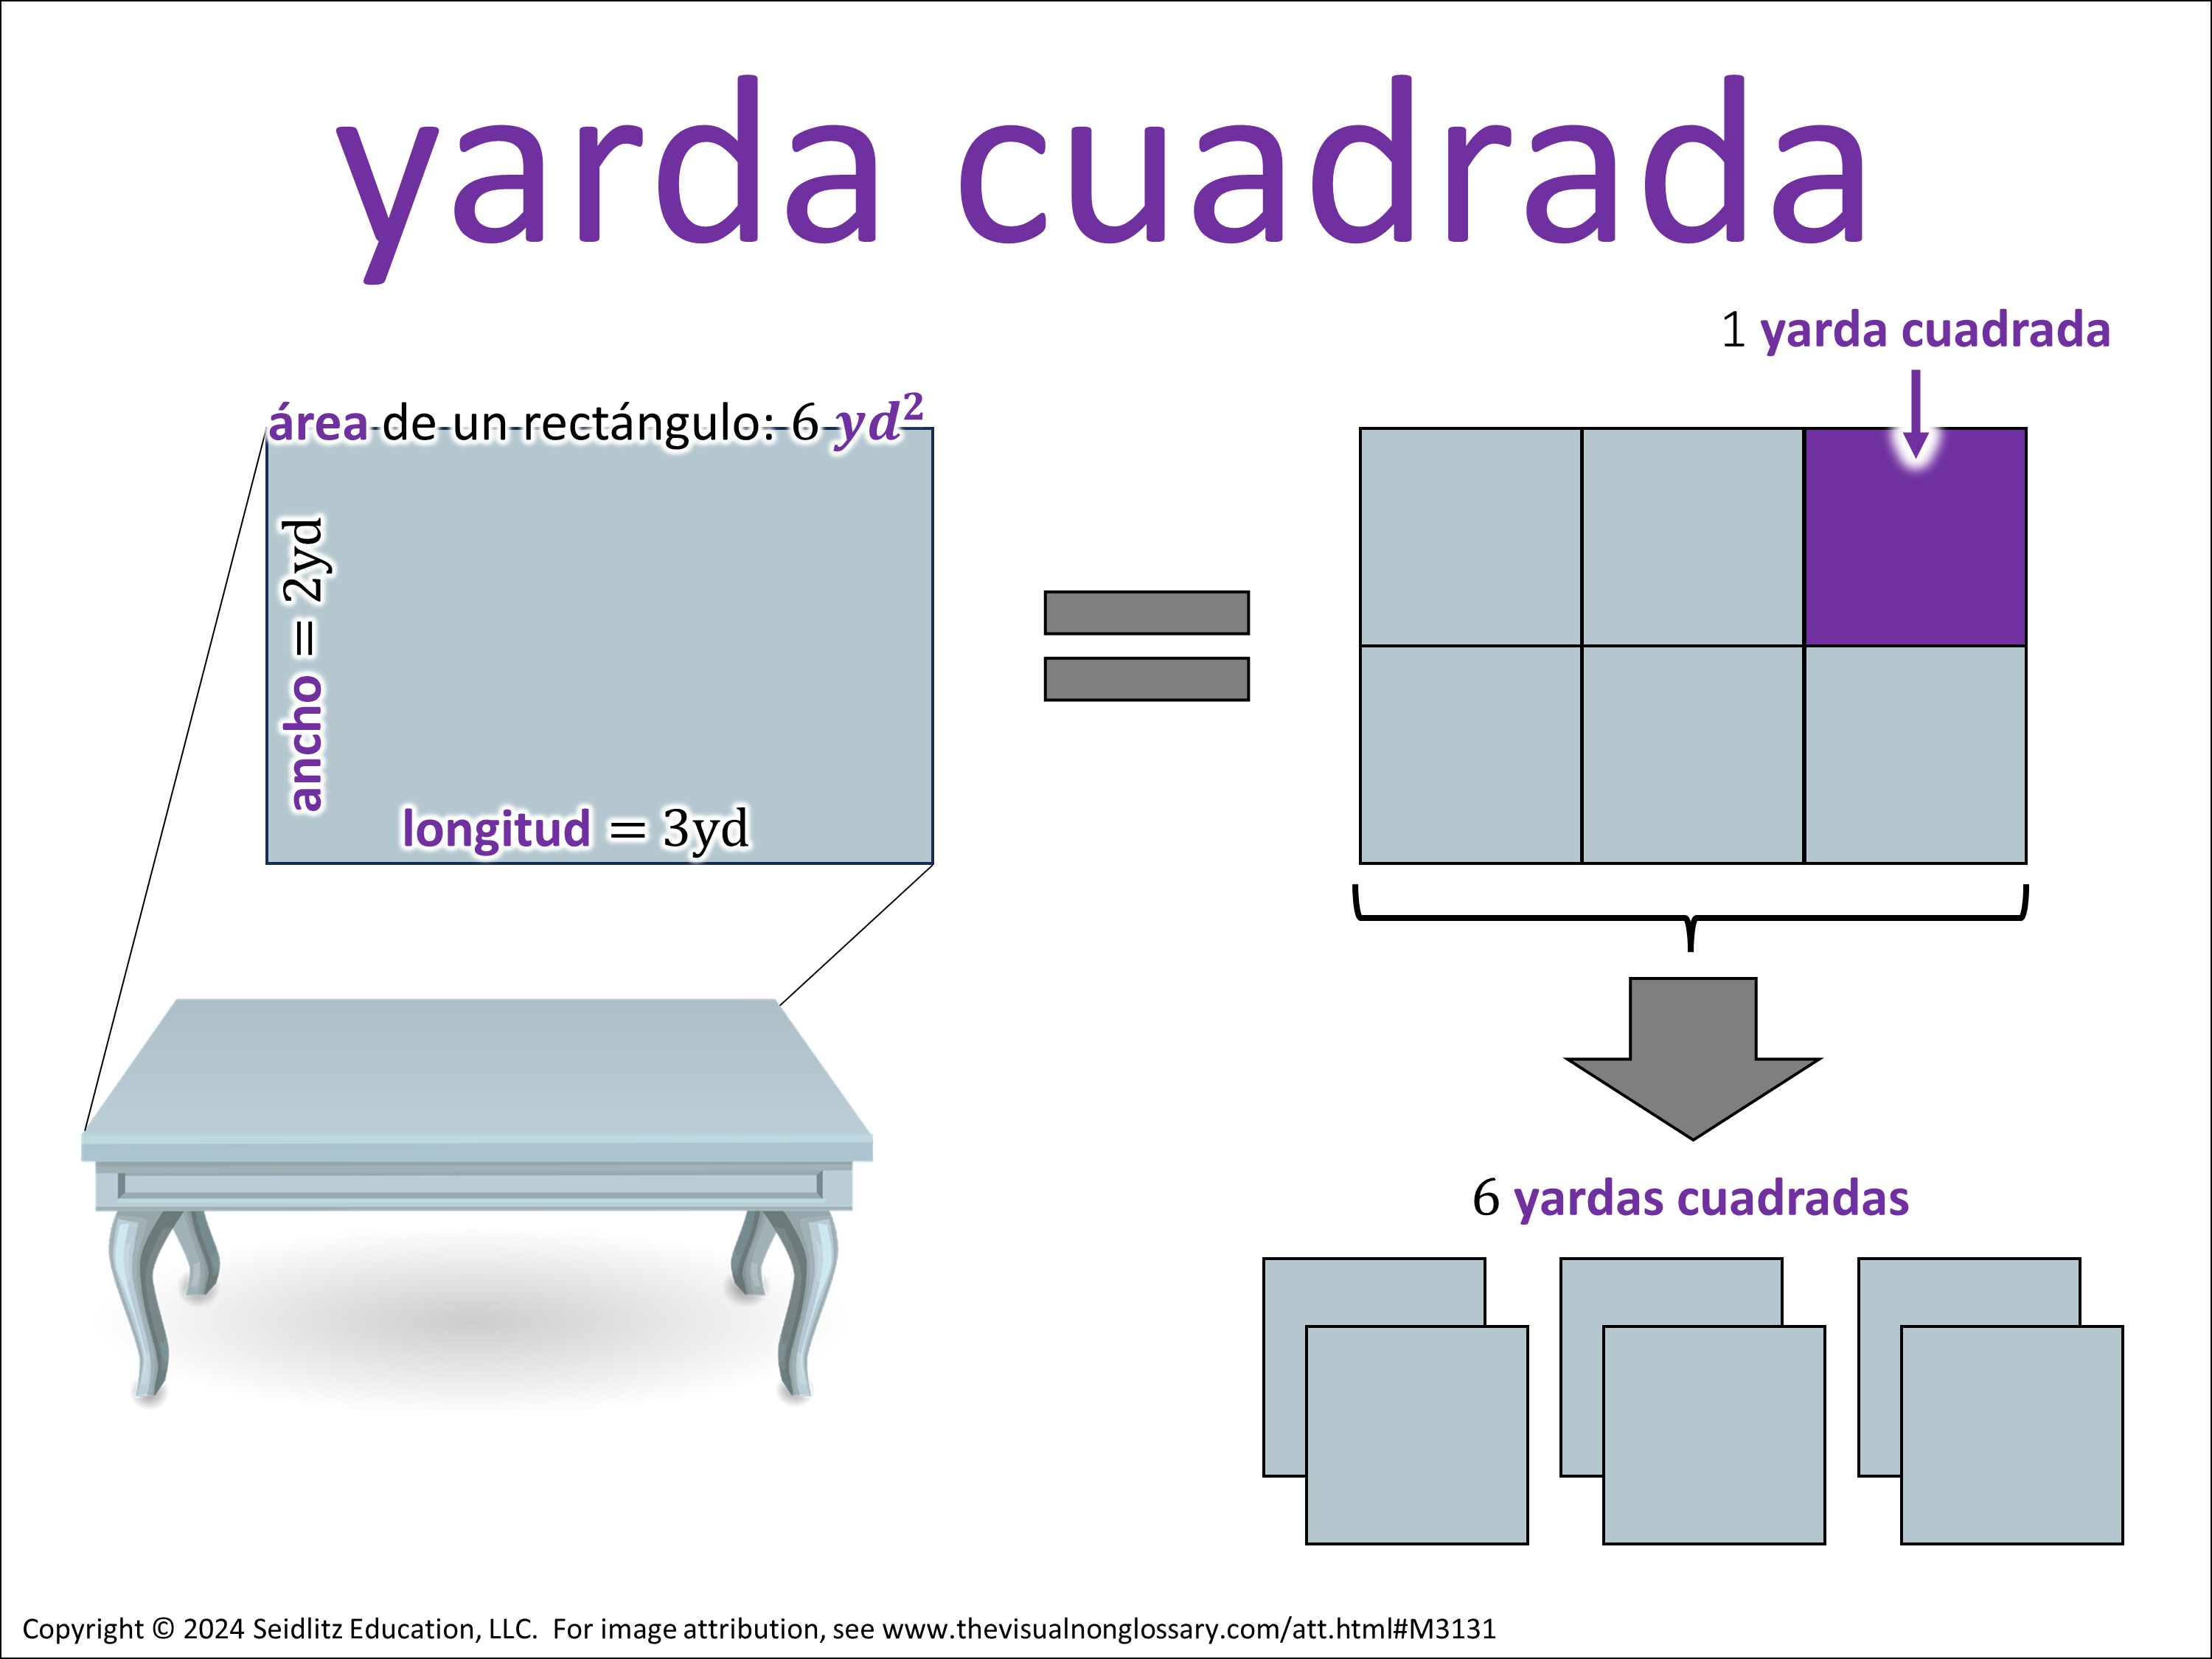 yarda cuadrada
1 yarda cuadrada
área de un rectángulo: 6 yd²
ancho = 2yd
longitud = 3yd
6 yardas cuadradas
Copyright © 2024 Seidlitz Education, LLC.  For image attribution, see www.thevisualnonglossary.com/att.html#M3131